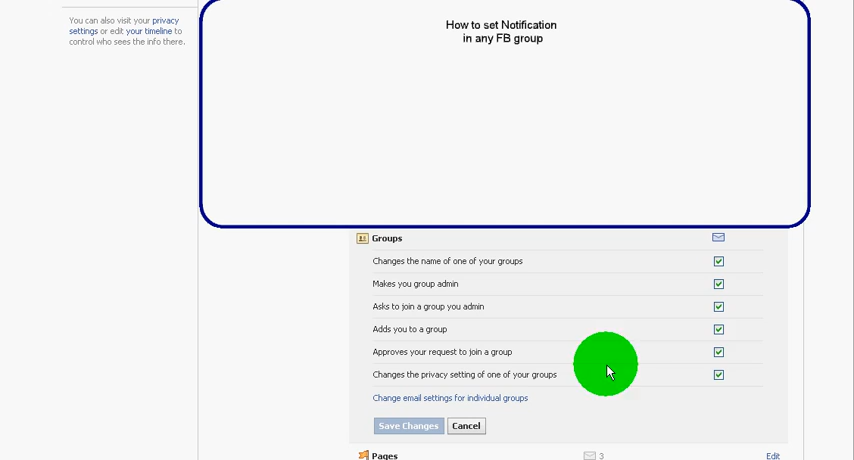 You can also visit your privacy
settings or edit your timeline to
control who sees the info there.
How to set Notification
in any FB group
Groups
Changes the name of one of your groups
Makes you group admin
Asks to join a group you admin
Adds you to a group
Approves your request to join a group
Changes the privacy setting of one of your groups
Change email settings for individual groups
Save Changes Cancel
Pages 3 Edit